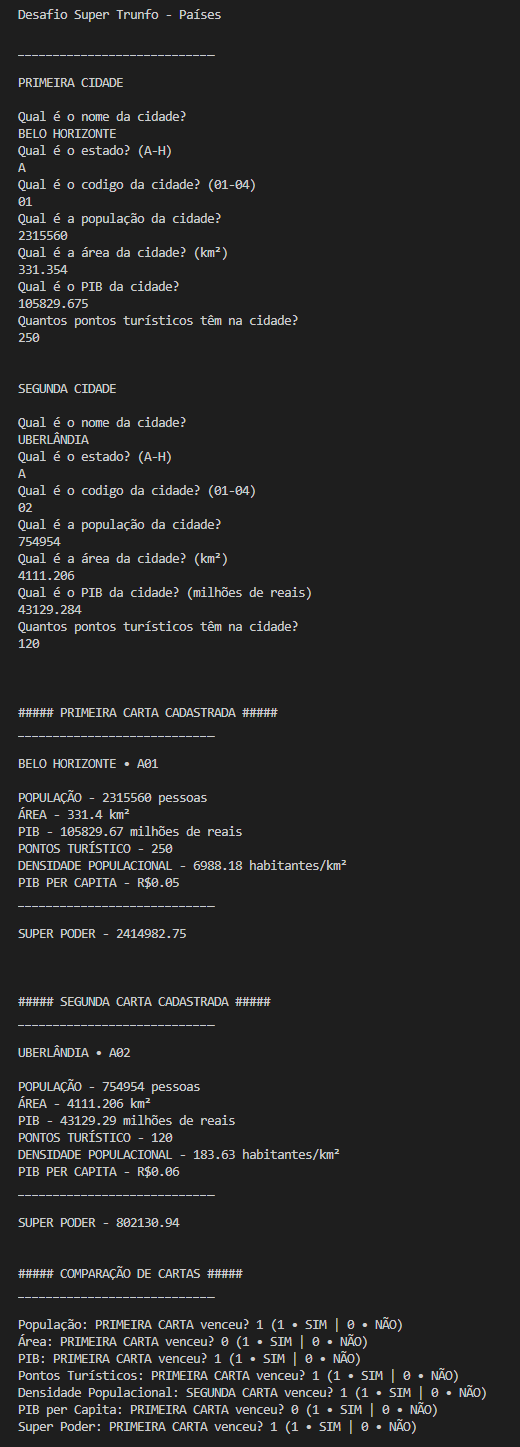 Desafio Super Trunfo - Países
____________________________
PRIMEIRA CIDADE
Qual é o nome da cidade?
BELO HORIZONTE
Qual é o estado? (A-H)
A
Qual é o codigo da cidade? (01-04)
01
Qual é a população da cidade?
2315560
Qual é a área da cidade? (km²)
331.354
Qual é o PIB da cidade?
105829.675
Quantos pontos turísticos têm na cidade?
250
SEGUNDA CIDADE
Qual é o nome da cidade?
UBERLÂNDIA
Qual é o estado? (A-H)
A
Qual é o codigo da cidade? (01-04)
02
Qual é a população da cidade?
754954
Qual é a área da cidade? (km²)
4111.206
Qual é o PIB da cidade? (milhões de reais)
43129.284
Quantos pontos turísticos têm na cidade?
120
##### PRIMEIRA CARTA CADASTRADA #####
____________________________
BELO HORIZONTE • A01
POPULAÇÃO - 2315560 pessoas
ÁREA - 331.4 km²
PIB - 105829.67 milhões de reais
PONTOS TURÍSTICO - 250
DENSIDADE POPULACIONAL - 6988.18 habitantes/km²
PIB PER CAPITA - R$0.05
____________________________
SUPER PODER - 2414982.75
##### SEGUNDA CARTA CADASTRADA #####
____________________________
UBERLÂNDIA • A02
POPULAÇÃO - 754954 pessoas
ÁREA - 4111.206 km²
PIB - 43129.29 milhões de reais
PONTOS TURÍSTICO - 120
DENSIDADE POPULACIONAL - 183.63 habitantes/km²
PIB PER CAPITA - R$0.06
____________________________
SUPER PODER - 802130.94
##### COMPARAÇÃO DE CARTAS #####
____________________________
População: PRIMEIRA CARTA venceu? 1 (1 • SIM | 0 • NÃO)
Área: PRIMEIRA CARTA venceu? 0 (1 • SIM | 0 • NÃO)
PIB: PRIMEIRA CARTA venceu? 1 (1 • SIM | 0 • NÃO)
Pontos Turísticos: PRIMEIRA CARTA venceu? 1 (1 • SIM | 0 • NÃO)
Densidade Populacional: SEGUNDA CARTA venceu? 1 (1 • SIM | 0 • NÃO)
PIB per Capita: PRIMEIRA CARTA venceu? 0 (1 • SIM | 0 • NÃO)
Super Poder: PRIMEIRA CARTA venceu? 1 (1 • SIM | 0 • NÃO)